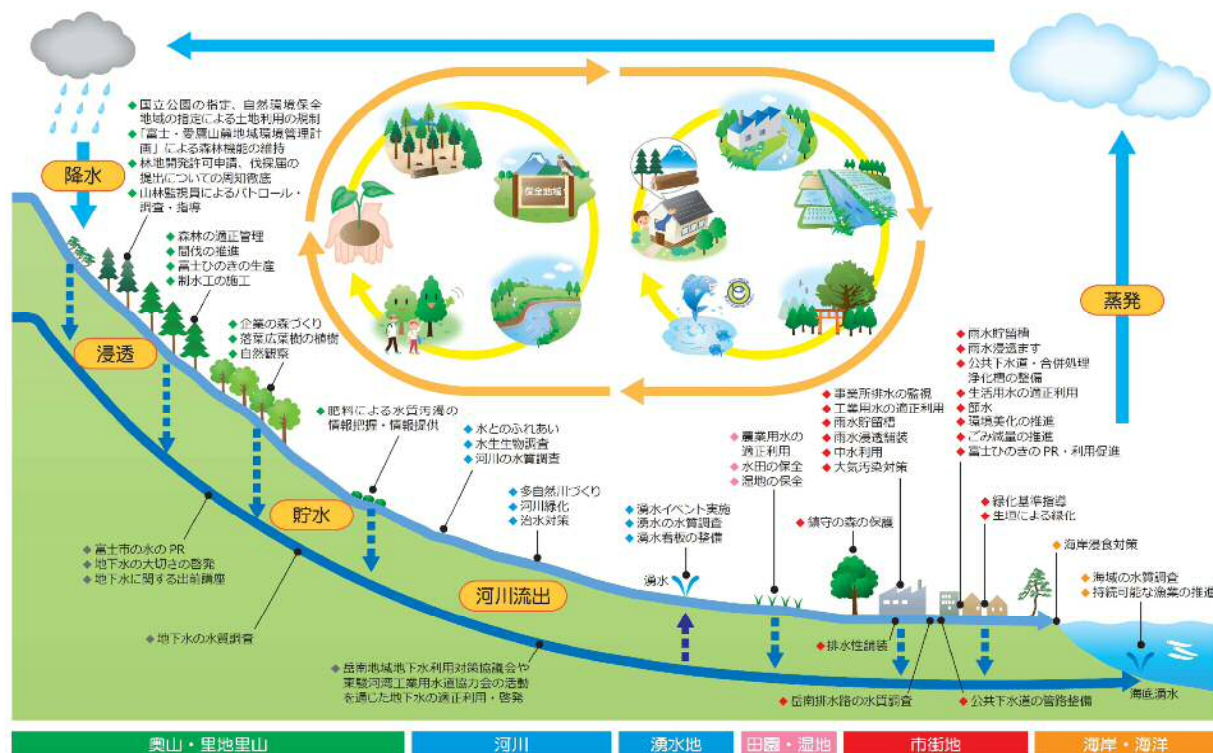 ◆国立公園の指定、自然環境保全
地域の指定による土地利用の規制
◆「富士・愛鷹山麓地域環境管理計
画」による森林機能の維持
◆林地開発許可申請、伐採届の
提出についての周知徹底
◆山林監視員によるパトロール・
調査・指導
降水
◆森林の適正管理
◆間伐の推進
◆富士ひのきの生産
◆制水工の施工
保全地域
蒸発
浸透
◆企業の森づくり
◆落葉広葉樹の植樹
◆自然観察
◆肥料による水質汚濁の
情報把握・情報提供
◆水とのふれあい
◆水生生物調査
◆河川の水質調査
◆農業用水の
適正利用
◆水田の保全
◆湿地の保全
◆事業所排水の監視
◆工業用水の適正利用
◆雨水貯留槽
◆雨水浸透舗装
◆中水利用
◆大気汚染対策
◆雨水貯留槽
◆雨水浸透ます
◆公共下水道・合併処理
浄化槽の整備
◆生活用水の適正利用
◆節水
◆環境美化の推進
◆ごみ減量の推進
◆富士ひのきのPR・利用促進
貯水
◆多自然川づくり
◆河川緑化
◆治水対策
◆湧水イベント実施
◆湧水の水質調査
◆湧水看板の整備
湧水
◆鎮守の森の保護
◆緑化基準指導
◆生垣による緑化
◆海岸浸食対策
◆海域の水質調査
◆持続可能な漁業の推進
◆富士市の水のPR
◆地下水の大切さの啓発
◆地下水に関する出前講座
河川流出
◆地下水の水質調査
◆岳南地域地下水利用対策協議会や
東駿河湾工業用水道協力会の活動
を通じた地下水の適正利用・啓発
◆排水性舗装
◆岳南排水路の水質調査
◆公共下水道の管路整備
海底湧水
奥山・里地里山
河川
湧水地
田園・湿地
市街地
海岸・海洋